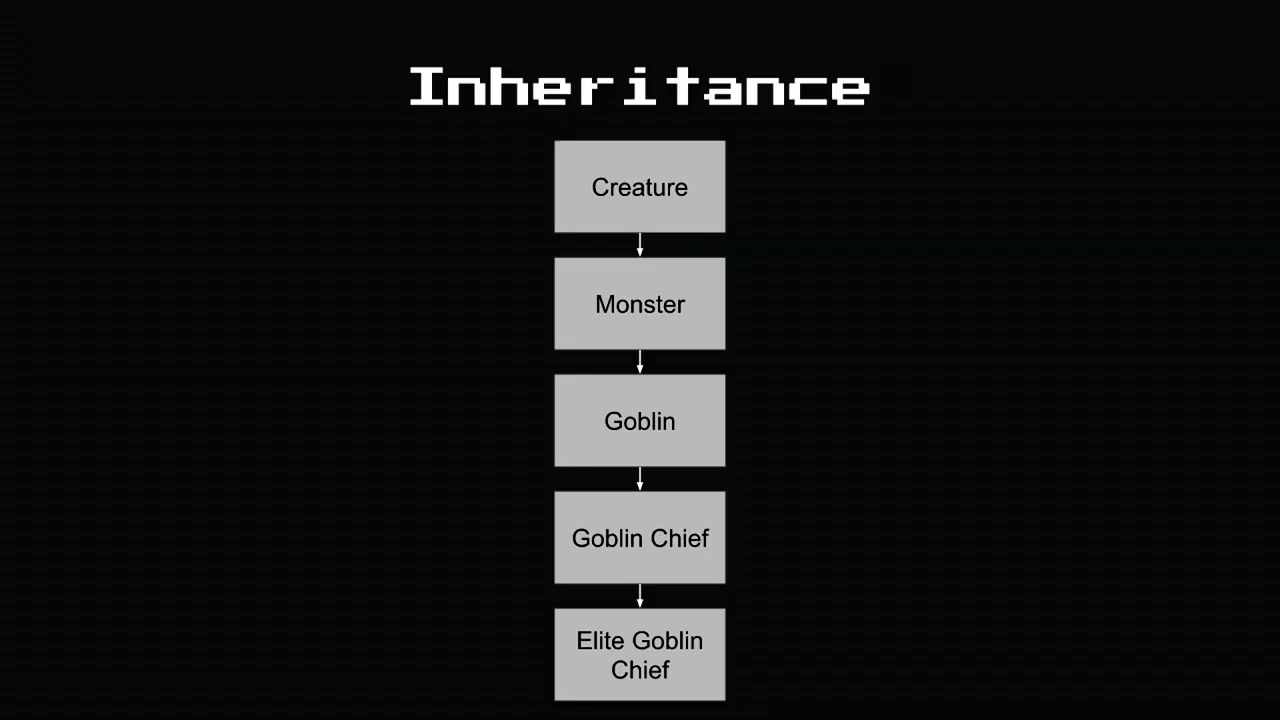 Inheritance
Creature
Monster
Goblin
Goblin Chief
Elite Goblin
Chief